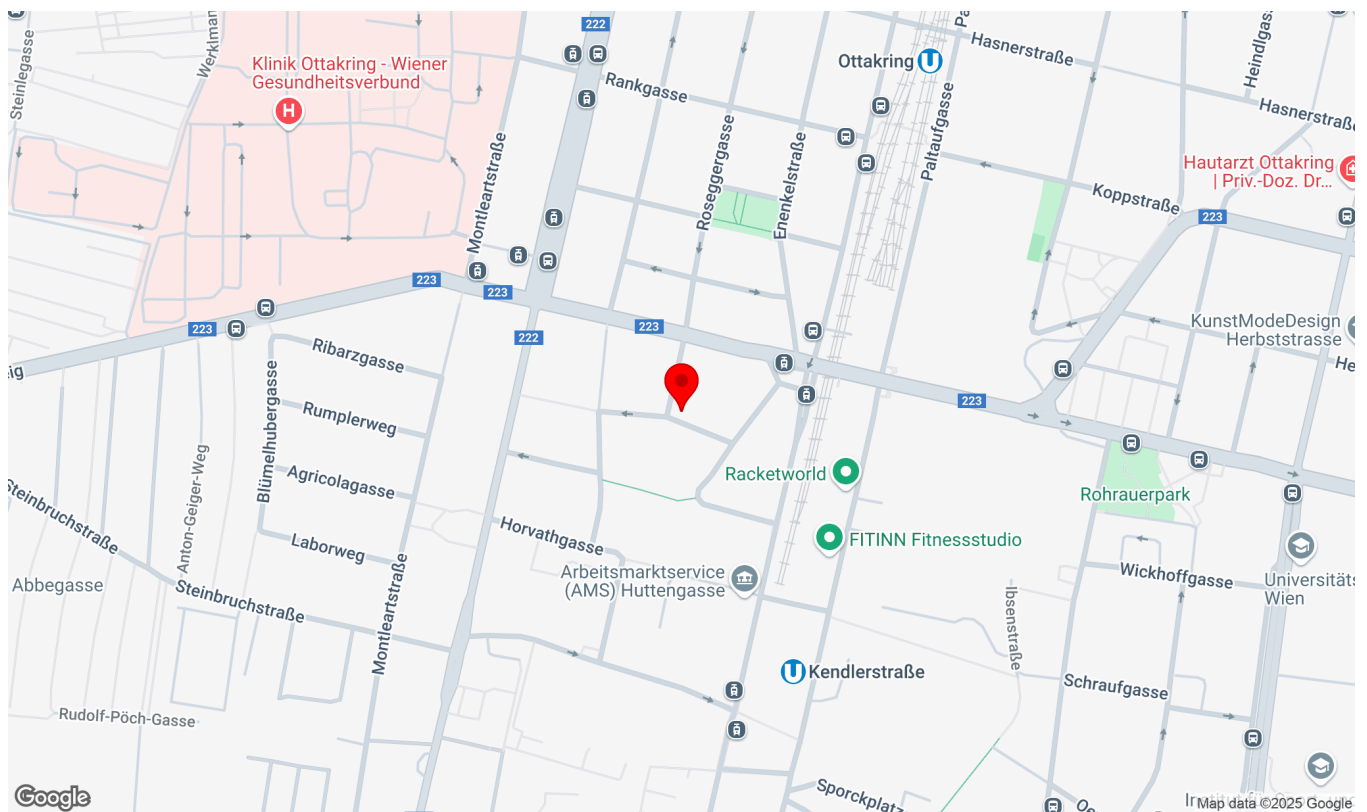 222
Steinlegasse
Hasnerstraße
Heindlgasse
Klinik Ottakring - Wiener
Gesundheitsverbund
H
Ottakring
U
Rankgasse
Hasnerstraße
Montleartstraße
Roseggergasse
Enenkelstraße
Paltaufgasse
Hautarzt Ottakring
| Priv.-Doz. Dr...
Koppstraße
223
223
223
223
223
222
KunstModeDesign
Herbststrasse
Ribarzgasse
Rumplerweg
Blümelhubergasse
223
Agricolagasse
Anton-Geiger-Weg
Racketworld
Rohrauerpark
Steinbruchstraße
Horvathgasse
FITINN Fitnessstudio
Laborweg
Arbeitsmarktservice
(AMS) Huttengasse
Abbegasse
Wickhoffgasse
Universitäts
Wien
Steinbruchstraße
Montleartstraße
Ibsenstraße
U
Kendlerstraße
Schraufgasse
Rudolf-Pöch-Gasse
Sporckplatz
Google
Map data ©2025 Google